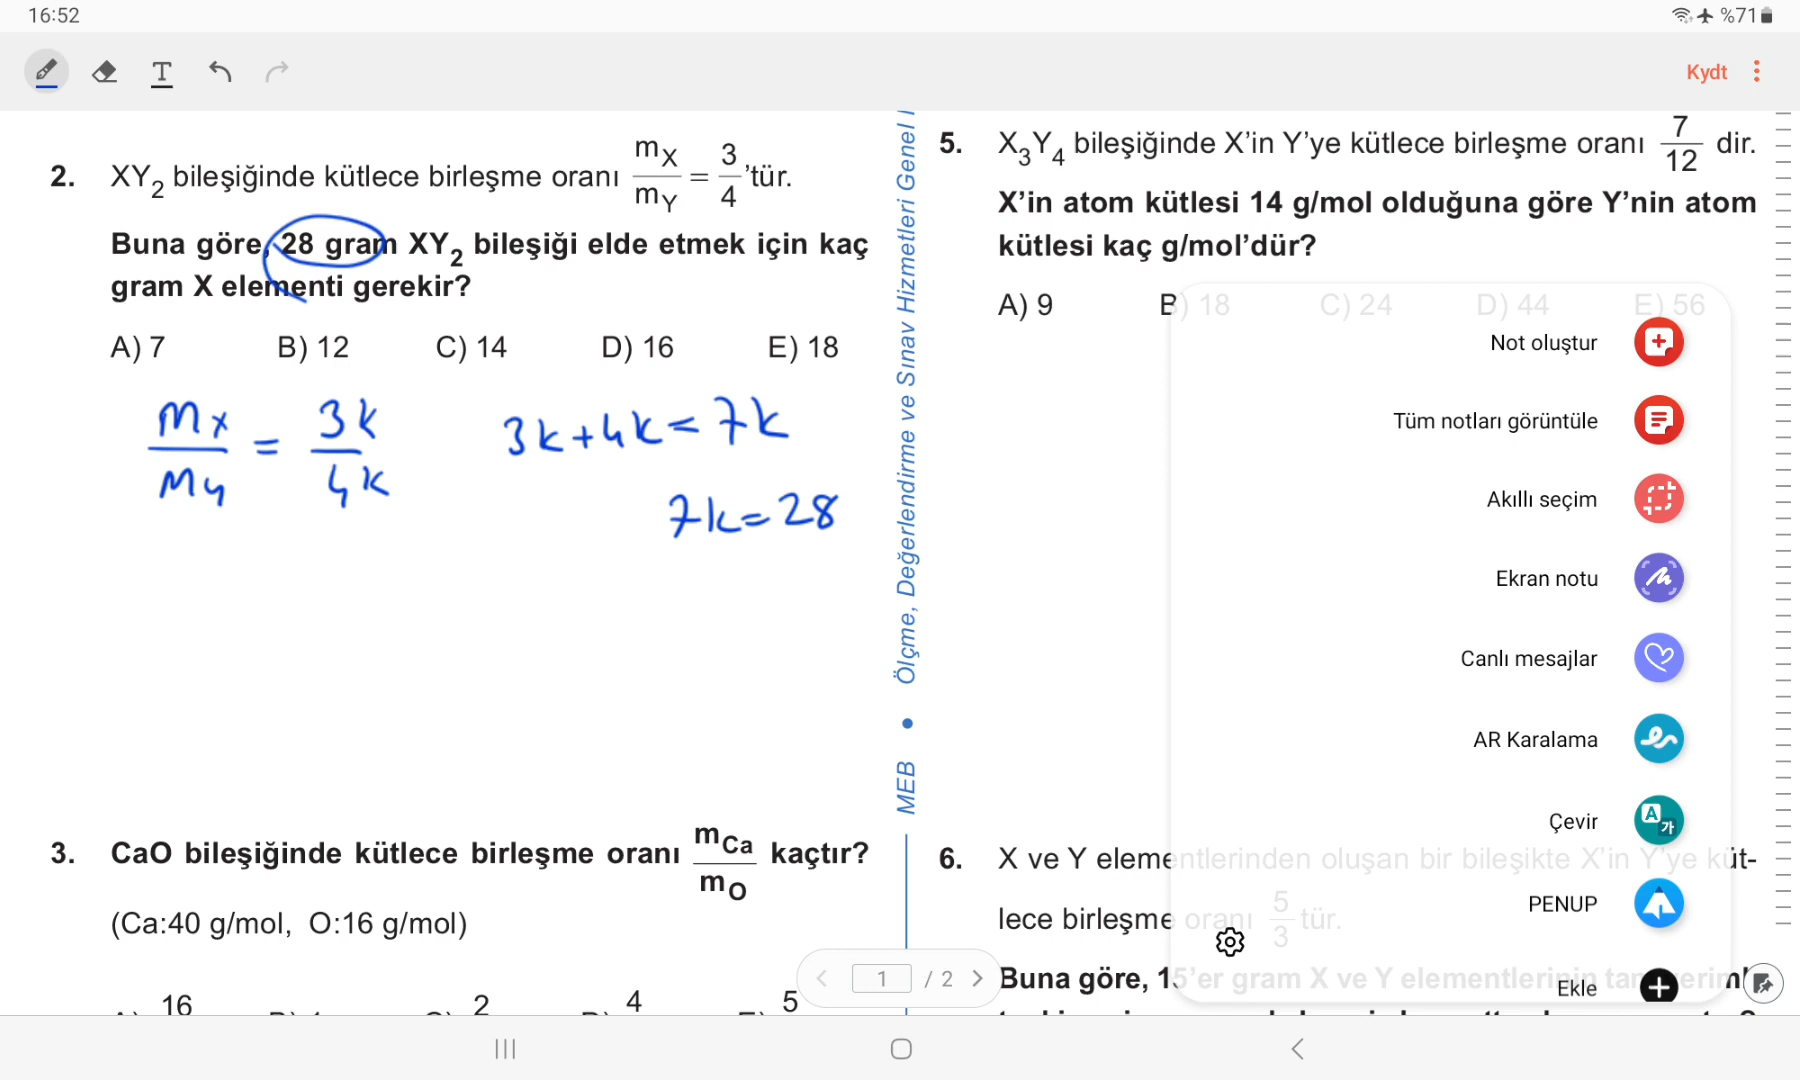 16:52
%71
Kydt
2. XY2 bileşiğinde kütlece birleşme oranı mX/mY = 3/4 'tür.
Buna göre, 28 gram XY2 bileşiği elde etmek için kaç
gram X elementi gerekir?
A) 7 B) 12 C) 14 D) 16 E) 18
mx/my = 3k/4k
3k+4k=7k
7k=28
3. CaO bileşiğinde kütlece birleşme oranı mCa/mO kaçtır?
(Ca:40 g/mol, O:16 g/mol)
16 2 4 5
MEB • Ölçme, Değerlendirme ve Sınav Hizmetleri Genel
5. X3Y4 bileşiğinde X'in Y'ye kütlece birleşme oranı 7/12 dir.
X'in atom kütlesi 14 g/mol olduğuna göre Y'nin atom
kütlesi kaç g/mol'dür?
A) 9 B) 18 C) 24 D) 44 E) 56
6. X ve Y elementlerinden oluşan bir bileşikte X'in Y'ye küt-
lece birleşme oranı 5/3 tür.
Buna göre, 15'er gram X ve Y elementlerinin
Not oluştur
Tüm notları görüntüle
Akıllı seçim
Ekran notu
Canlı mesajlar
AR Karalama
Çevir
PENUP
Ekle
1 / 2